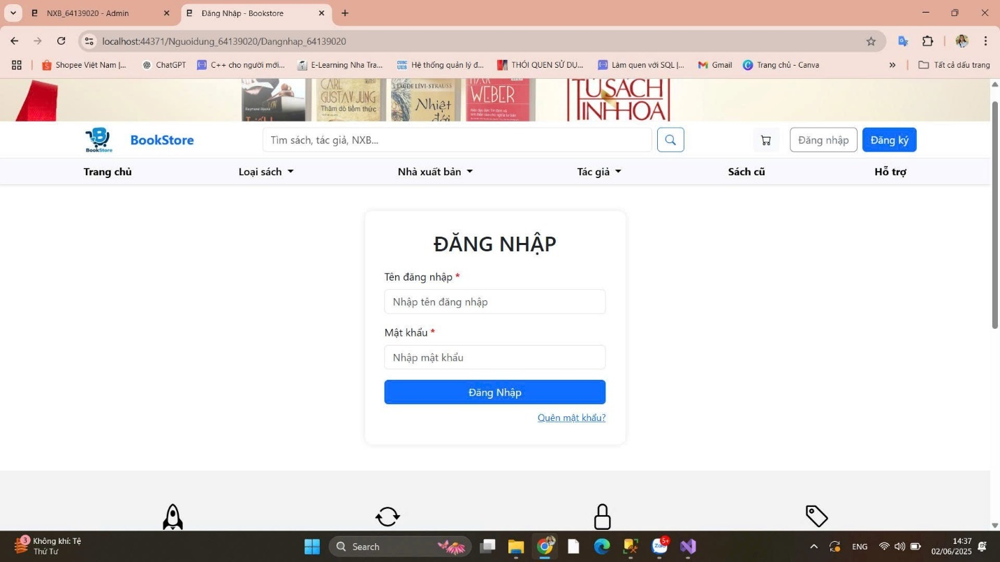 NXB_64139020 - Admin
Đăng Nhập - Bookstore
localhost:44371/Nguoidung_64139020/Dangnhap_64139020
Shopee Việt Nam |...
ChatGPT
C++ cho người mới...
E-Learning Nha Tra...
Hệ thống quản lý đ...
THÓI QUEN SỬ DỤ...
Làm quen với SQL |...
Gmail
Trang chủ - Canva
Tất cả dấu trang
CARL
GUSTAV JUNG
Thăm dò tiềm thức
CLAUDE LÉVI-STRAUSS
Nhiệt
đới
MAX
WEBER
TỦ SÁCH
TINH HOA
BookStore
BookStore
Tìm sách, tác giả, NXB...
Đăng nhập
Đăng ký
Trang chủ
Loại sách
Nhà xuất bản
Tác giả
Sách cũ
Hỗ trợ
ĐĂNG NHẬP
Tên đăng nhập *
Nhập tên đăng nhập
Mật khẩu *
Nhập mật khẩu
Đăng Nhập
Quên mật khẩu?
3
Không khí: Tệ
Thứ Tư
Search
Zalo
5+
ENG
14:37
02/06/2025